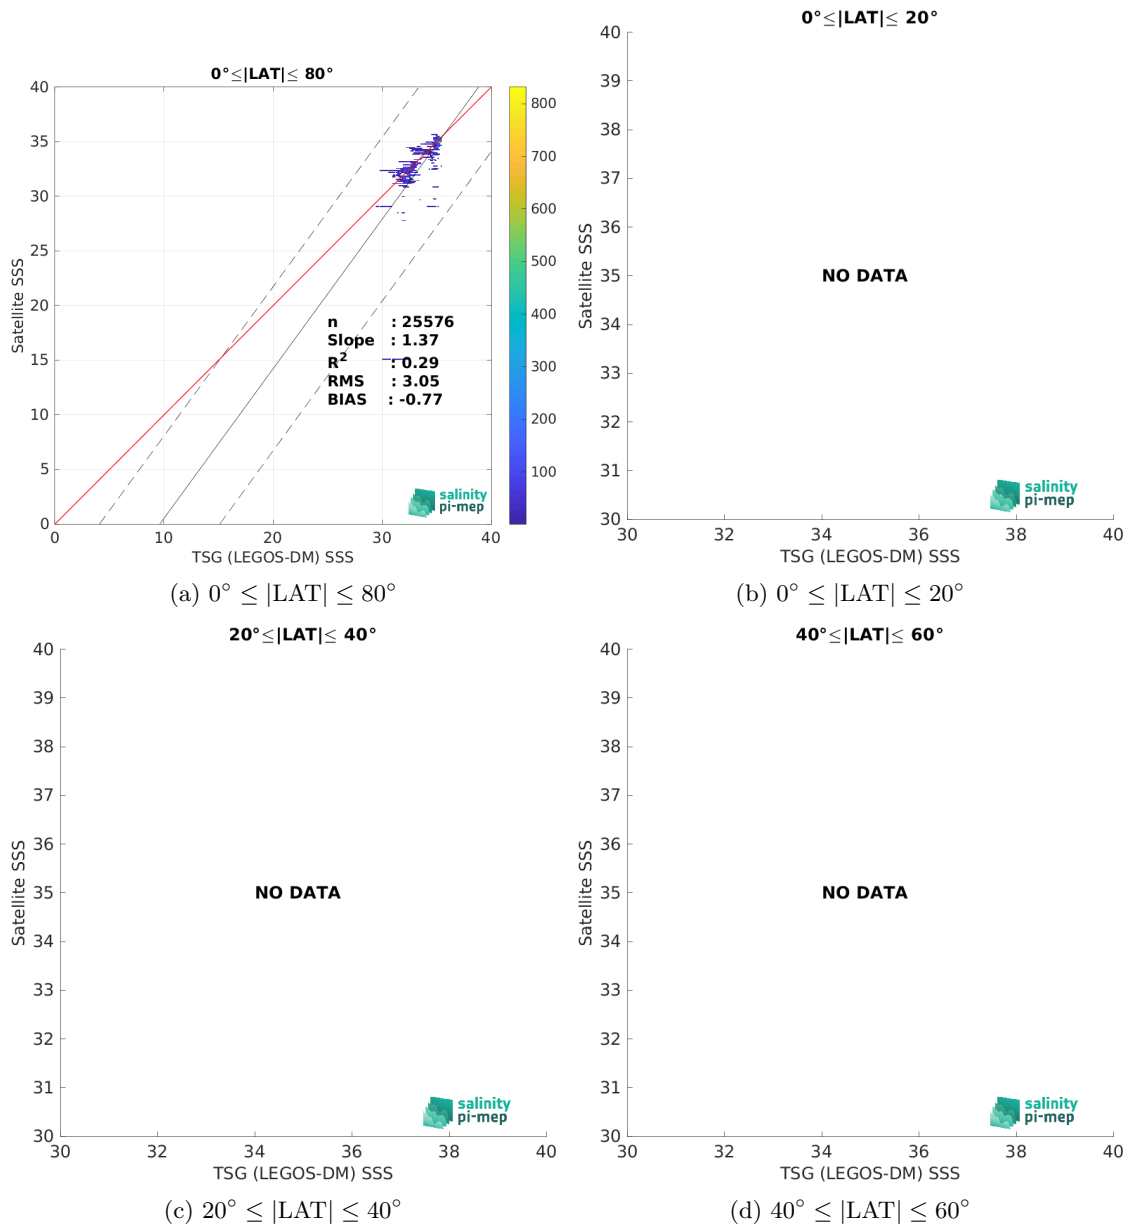 0°≤|LAT|≤ 80°
40
35
30
25
20
15
10
5
0
Satellite SSS
0
10
20
30
40
TSG (LEGOS-DM) SSS
n : 25576
Slope : 1.37
R² : 0.29
RMS : 3.05
BIAS : -0.77
800
700
600
500
400
300
200
100
salinity
pi-mep
(a) 0° ≤ |LAT| ≤ 80°
0°≤|LAT|≤ 20°
40
39
38
37
36
35
34
33
32
31
30
Satellite SSS
NO DATA
30
32
34
36
38
40
TSG (LEGOS-DM) SSS
salinity
pi-mep
(b) 0° ≤ |LAT| ≤ 20°
20°≤|LAT|≤ 40°
40
39
38
37
36
35
34
33
32
31
30
Satellite SSS
NO DATA
30
32
34
36
38
40
TSG (LEGOS-DM) SSS
salinity
pi-mep
(c) 20° ≤ |LAT| ≤ 40°
40°≤|LAT|≤ 60°
40
39
38
37
36
35
34
33
32
31
30
Satellite SSS
NO DATA
30
32
34
36
38
40
TSG (LEGOS-DM) SSS
salinity
pi-mep
(d) 40° ≤ |LAT| ≤ 60°